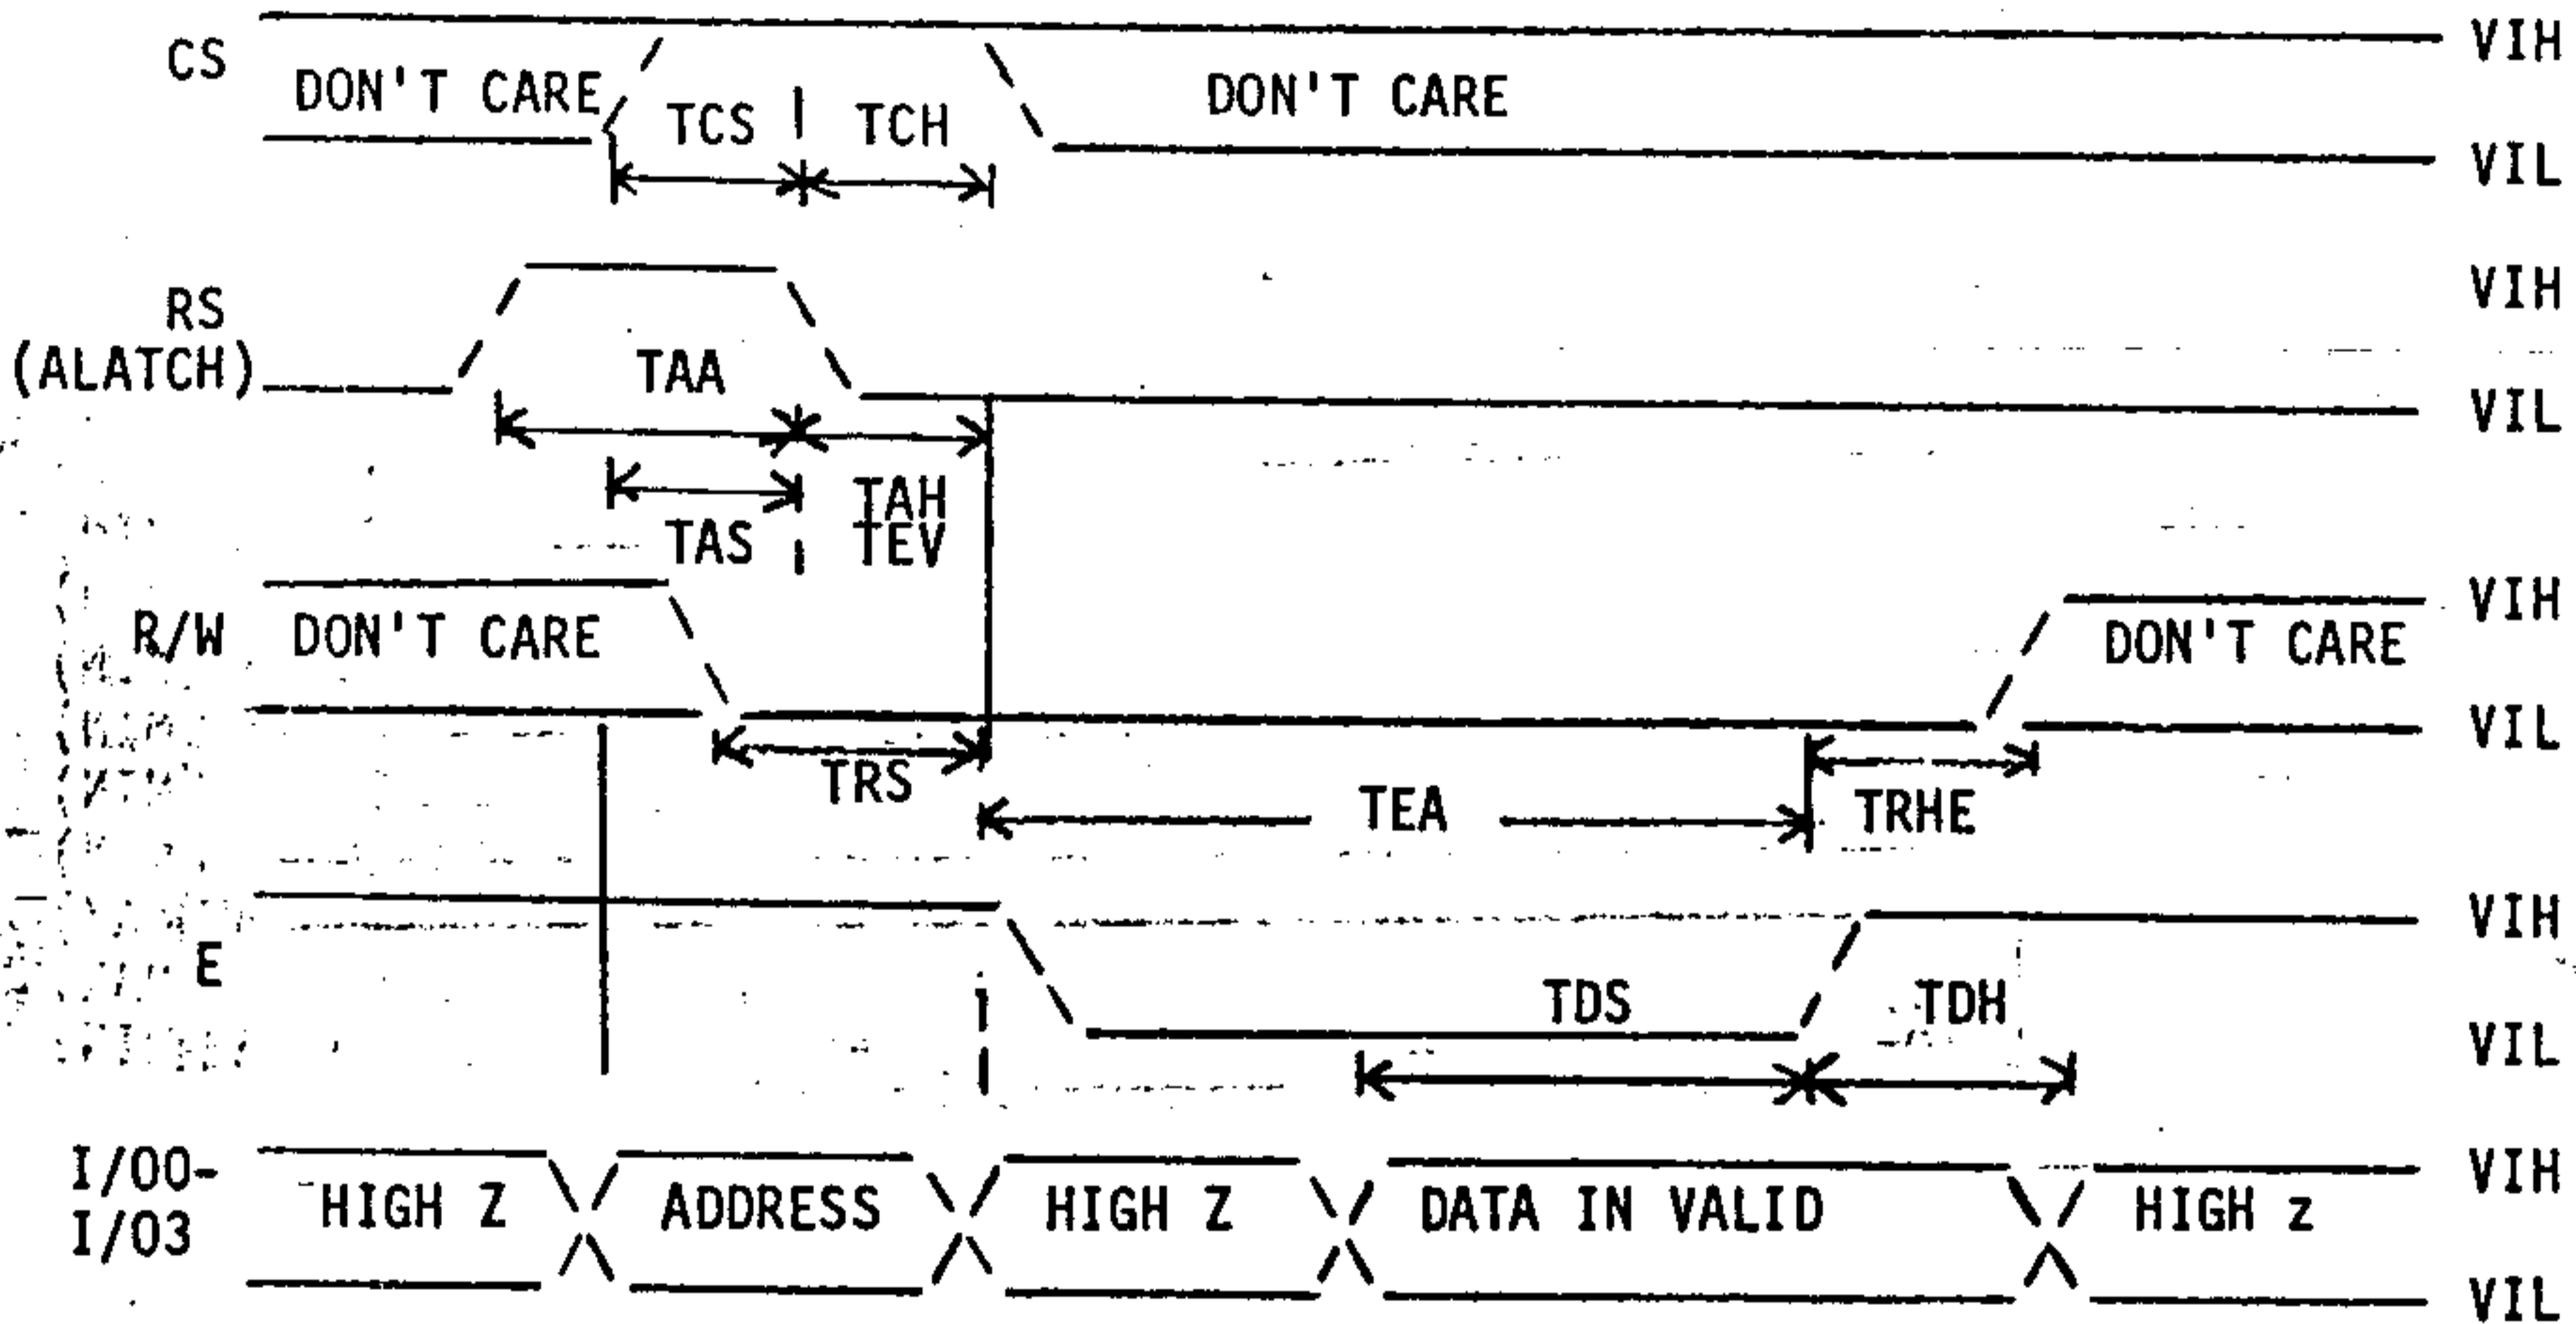 CS DON'T CARE TCS TCH DON'T CARE VIH
VIL
RS VIH
(ALATCH) TAA VIL
TAS TAH
TEV
R/W DON'T CARE VIH
DON'T CARE
VIL
TRS TEA TRHE
E VIH
TDS TDH
VIL
I/O0- VIH
I/O3 HIGH Z ADDRESS HIGH Z DATA IN VALID HIGH z
VIL